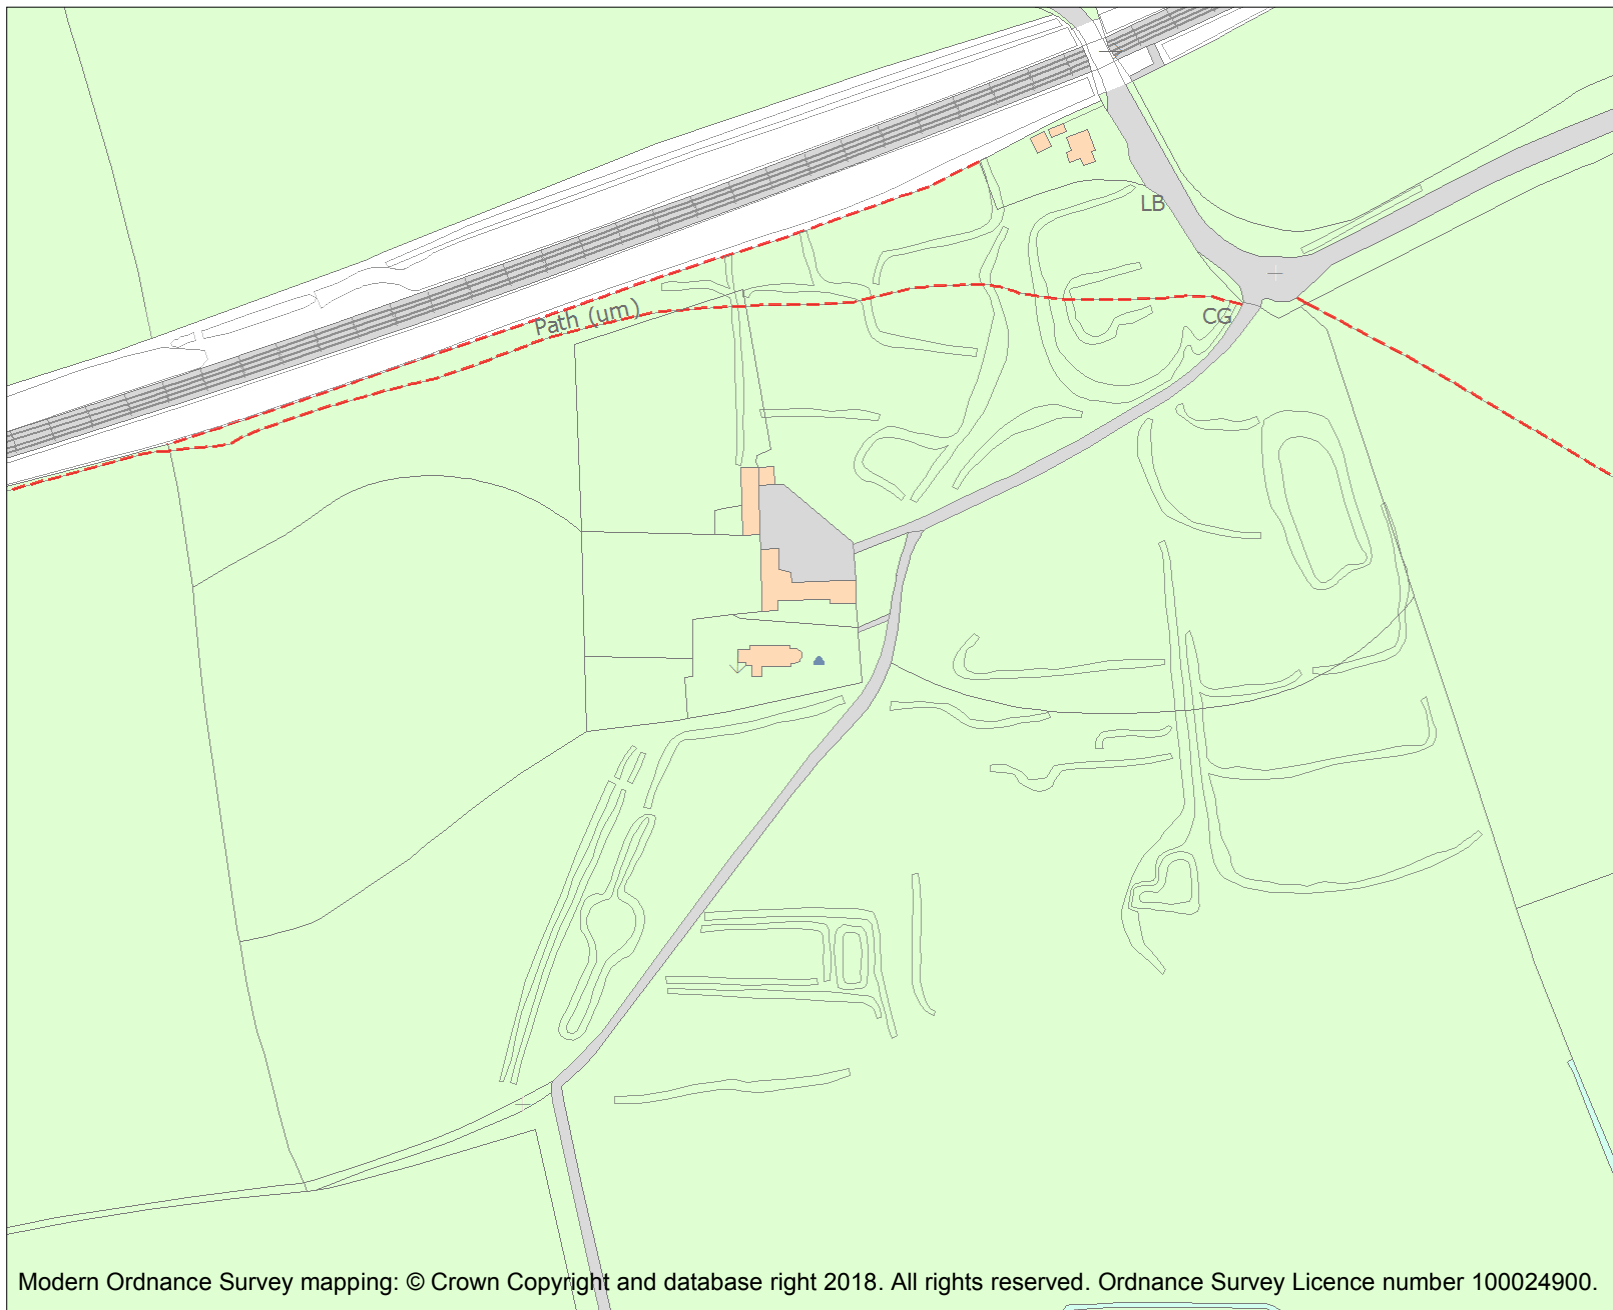 LB
Path (um)
CG
Modern Ordnance Survey mapping: © Crown Copyright and database right 2018. All rights reserved. Ordnance Survey Licence number 100024900.